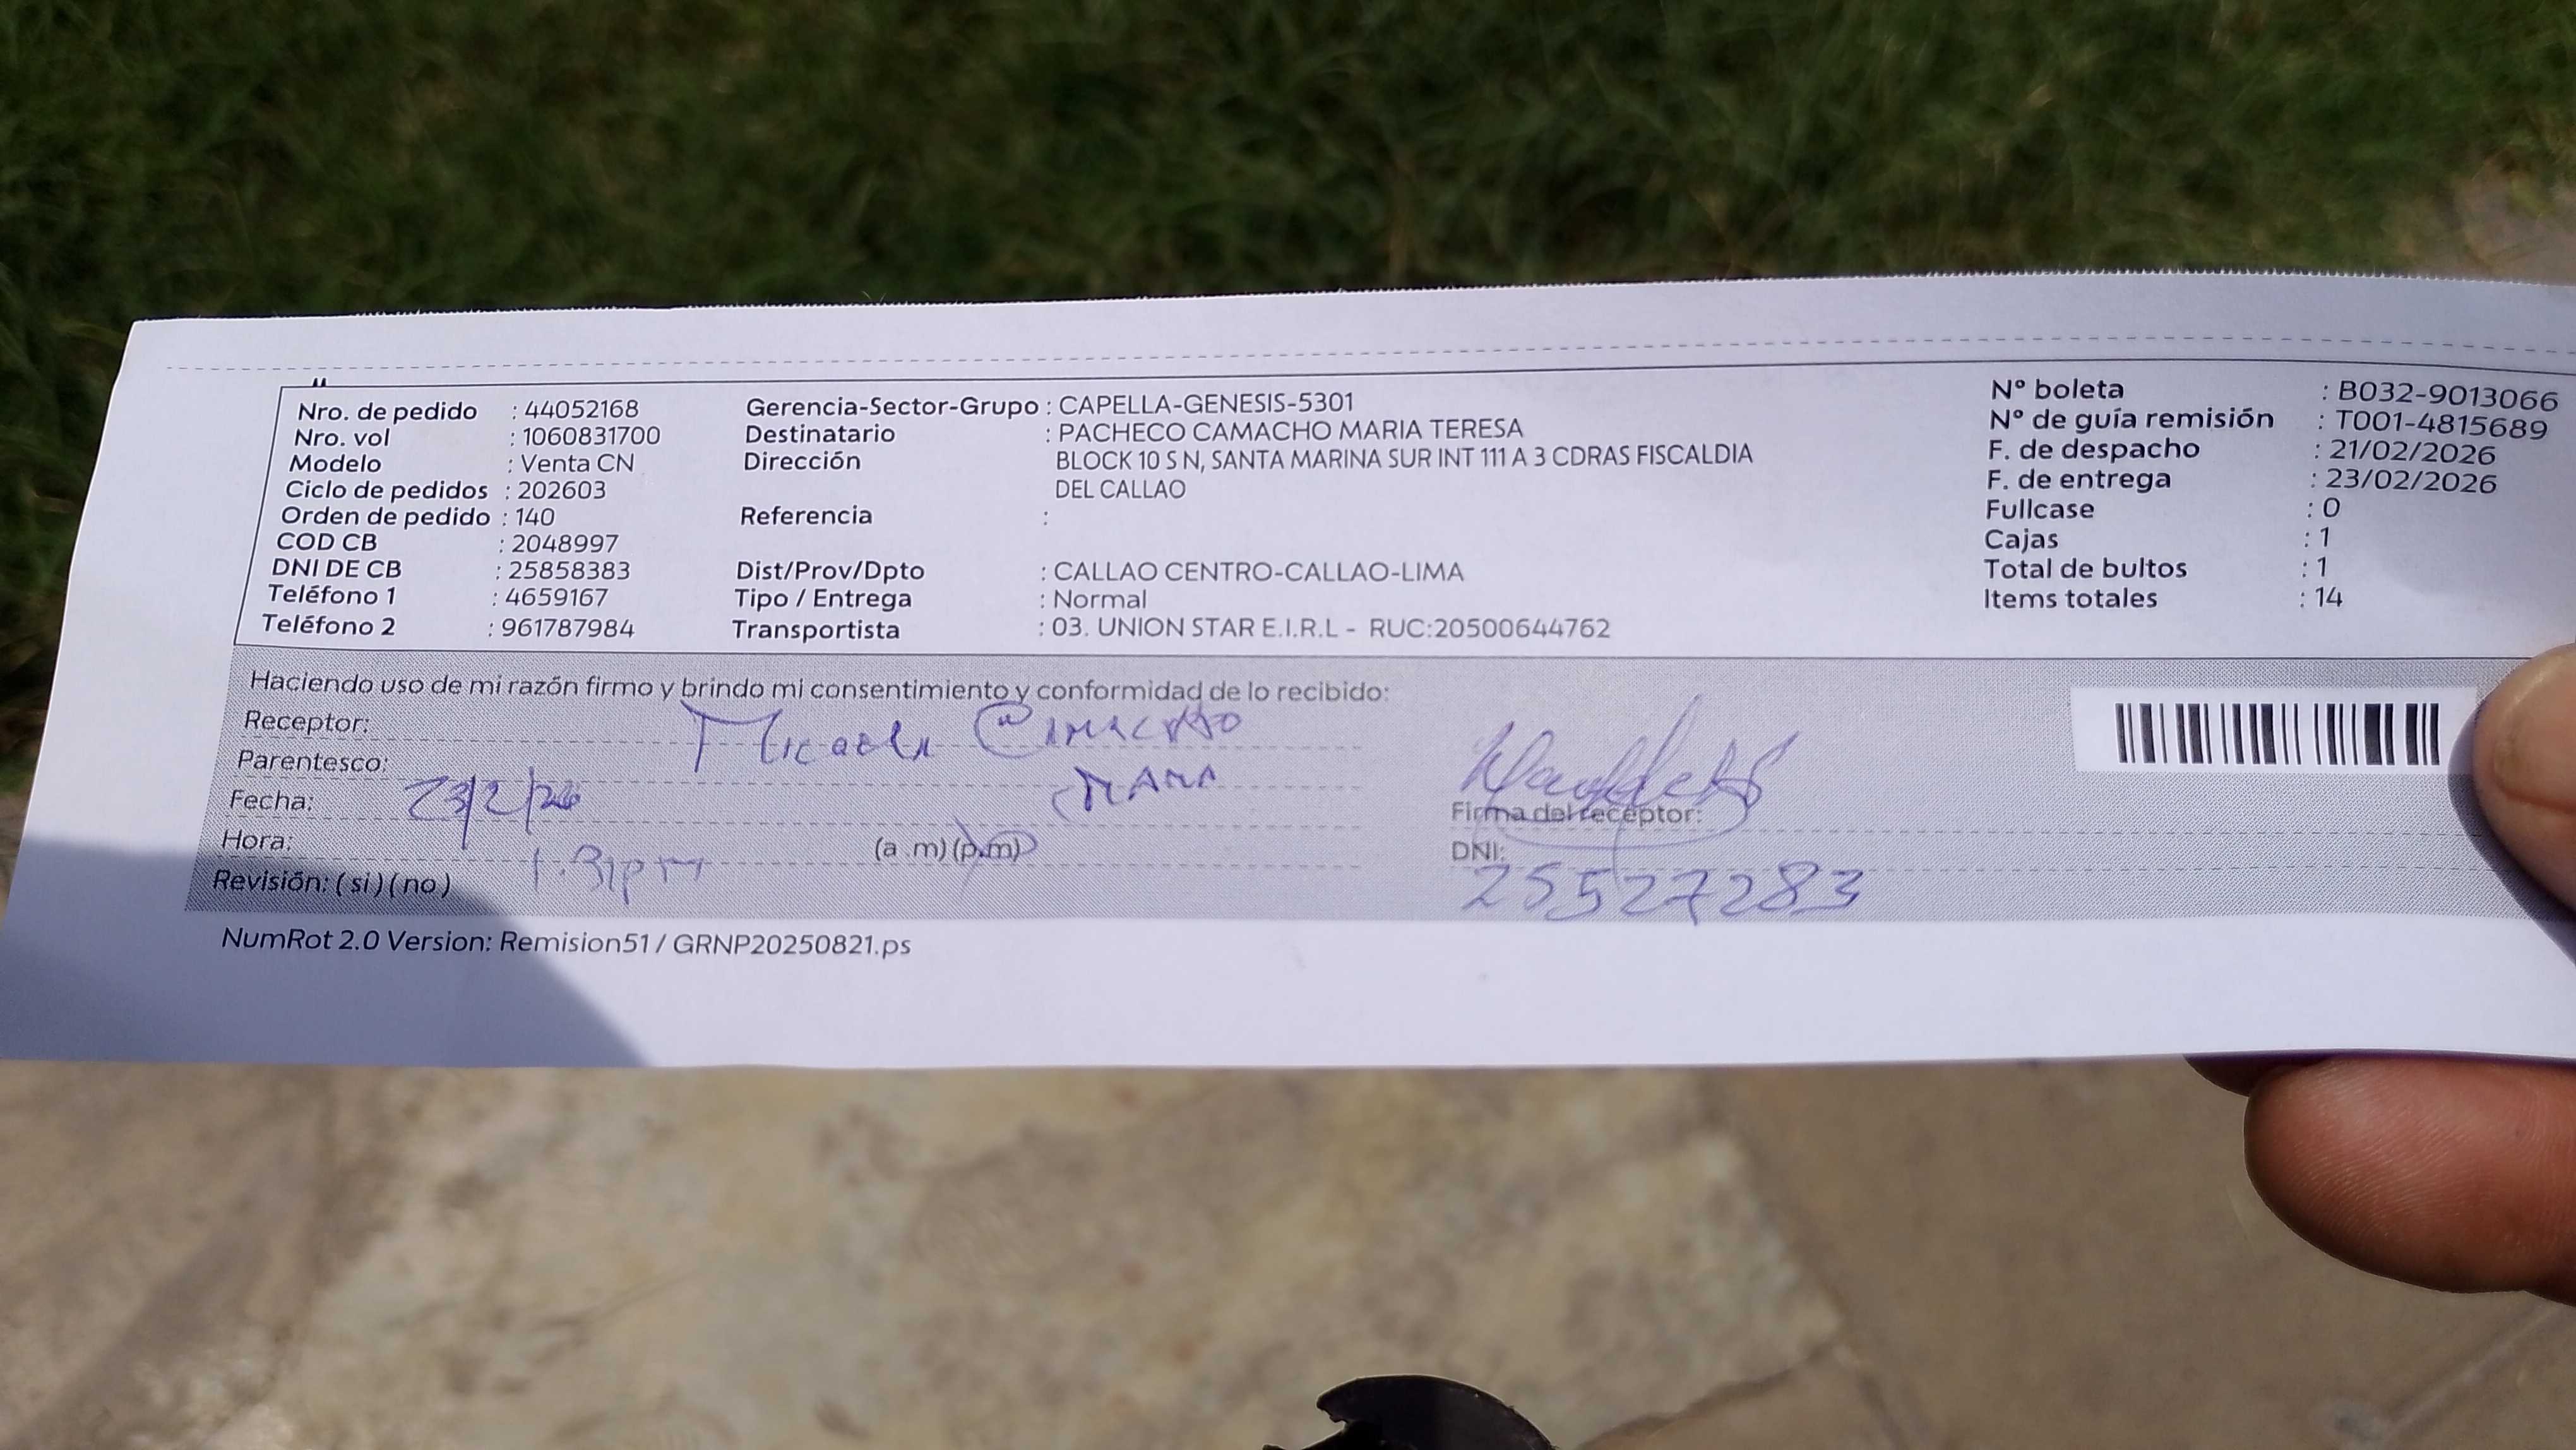 Nro. de pedido : 44052168
Nro. vol : 1060831700
Modelo : Venta CN
Ciclo de pedidos : 202603
Orden de pedido : 140
COD CB : 2048997
DNI DE CB : 25858383
Teléfono 1 : 4659167
Teléfono 2 : 961787984
Gerencia-Sector-Grupo : CAPELLA-GENESIS-5301
Destinatario : PACHECO CAMACHO MARIA TERESA
Dirección BLOCK 10 S N, SANTA MARINA SUR INT 111 A 3 CDRAS FISCALDIA
DEL CALLAO
Referencia :
Dist/Prov/Dpto : CALLAO CENTRO-CALLAO-LIMA
Tipo / Entrega : Normal
Transportista : 03. UNION STAR E.I.R.L - RUC:20500644762
Nº boleta : B032-9013066
Nº de guía remisión : T001-4815689
F. de despacho : 21/02/2026
F. de entrega : 23/02/2026
Fullcase : 0
Cajas : 1
Total de bultos : 1
Items totales : 14
Haciendo uso de mi razón firmo y brindo mi consentimiento y conformidad de lo recibido:
Receptor: Micaela Camacho
Parentesco: MAMA
Fecha: 23/2/26
Hora: 1.31pm (a .m) (p.m)
Revisión: ( si ) ( no )
Firma del receptor:
DNI: 25527283
NumRot 2.0 Version: Remision51 / GRNP20250821.ps